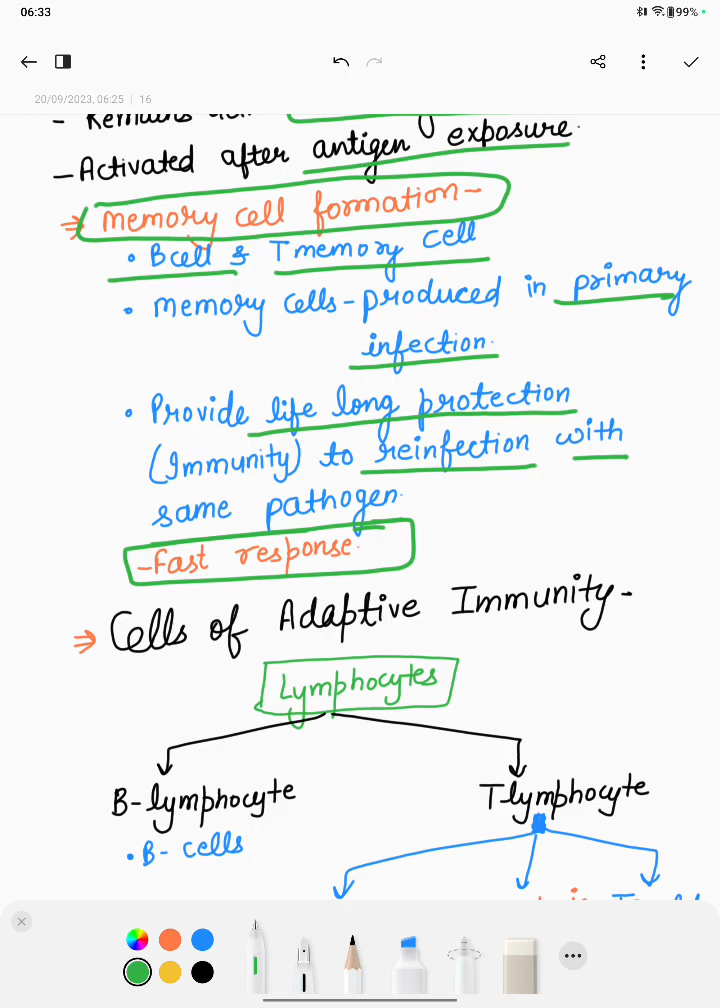 06:33
99%
20/09/2023, 06:25 | 16
- Remains
- Activated after antigen exposure.
⇒ Memory cell formation -
• B cell & T memory cell
• Memory cells - produced in primary
infection.
• Provide life long protection
(Immunity) to reinfection with
same pathogen.
- Fast response.
⇒ Cells of Adaptive Immunity -
Lymphocytes
B-lymphocyte T lymphocyte
• B- cells